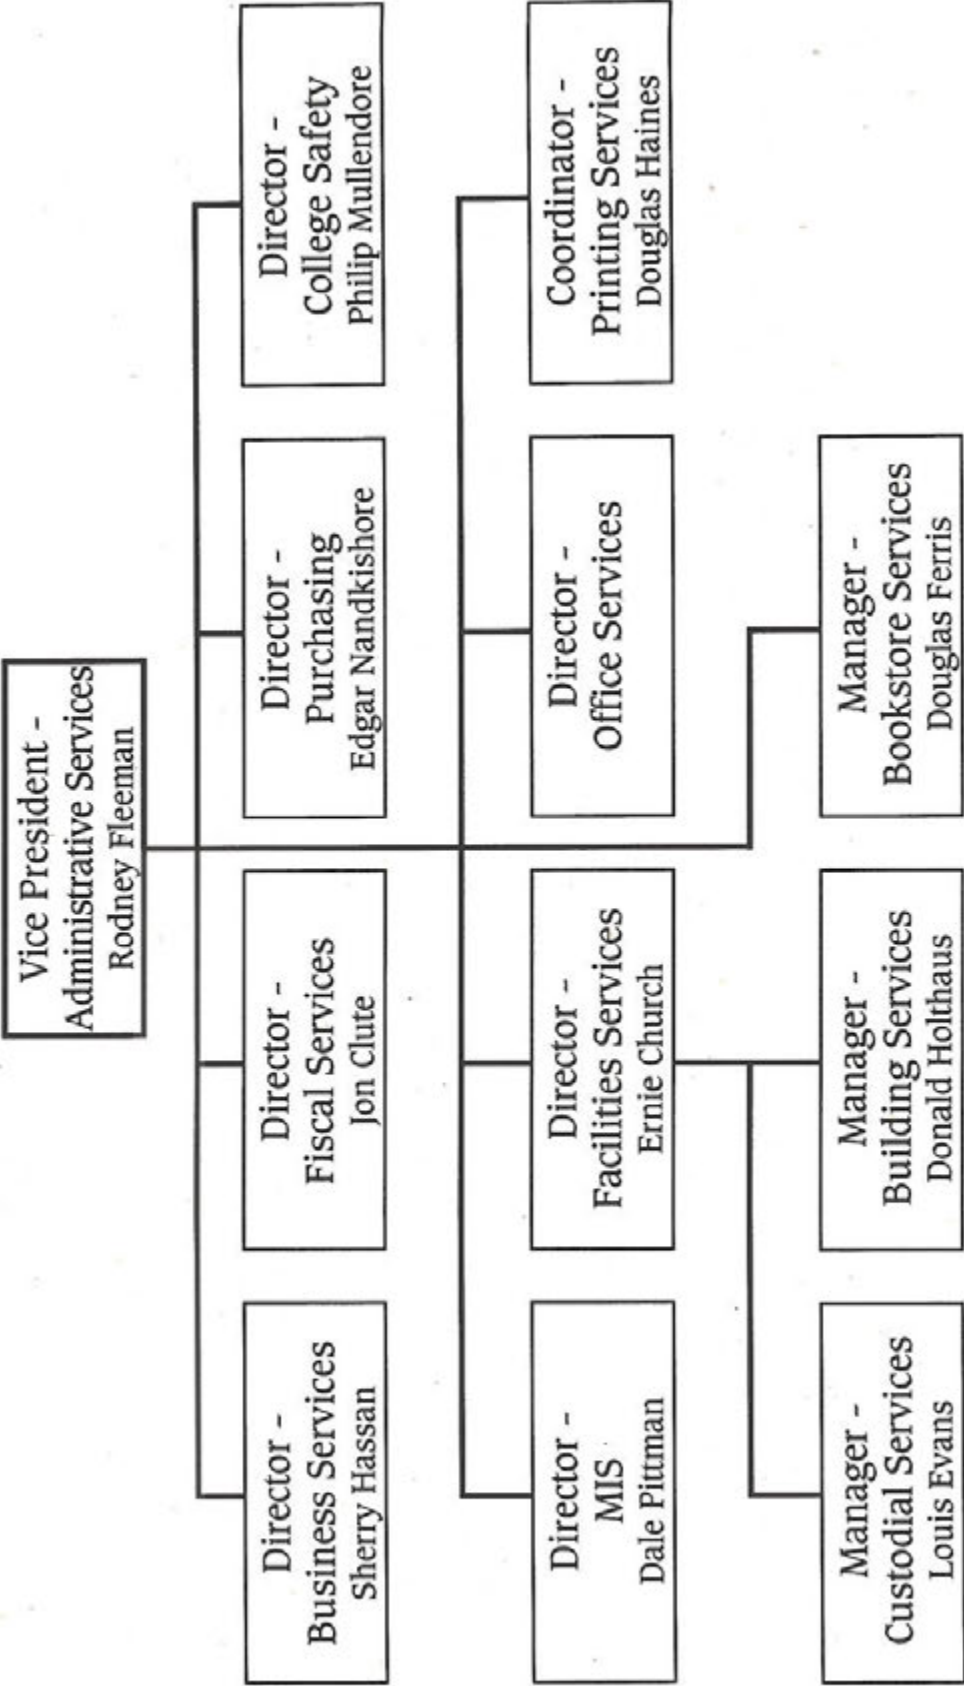 Vice President -
Administrative Services
Rodney Fleeman
Director -
Business Services
Sherry Hassan
Director -
Fiscal Services
Jon Clute
Director -
Purchasing
Edgar Nandkishore
Director -
College Safety
Philip Mullendore
Director -
MIS
Dale Pittman
Director -
Facilities Services
Ernie Church
Director -
Office Services
Coordinator -
Printing Services
Douglas Haines
Manager -
Custodial Services
Louis Evans
Manager -
Building Services
Donald Holthaus
Manager -
Bookstore Services
Douglas Ferris